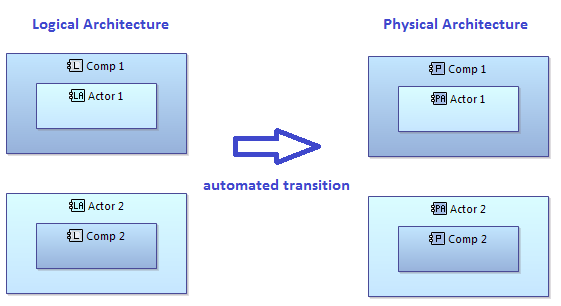 Logical Architecture
Physical Architecture
L Comp 1
LA Actor 1
P Comp 1
PA Actor 1
automated transition
LA Actor 2
L Comp 2
PA Actor 2
P Comp 2